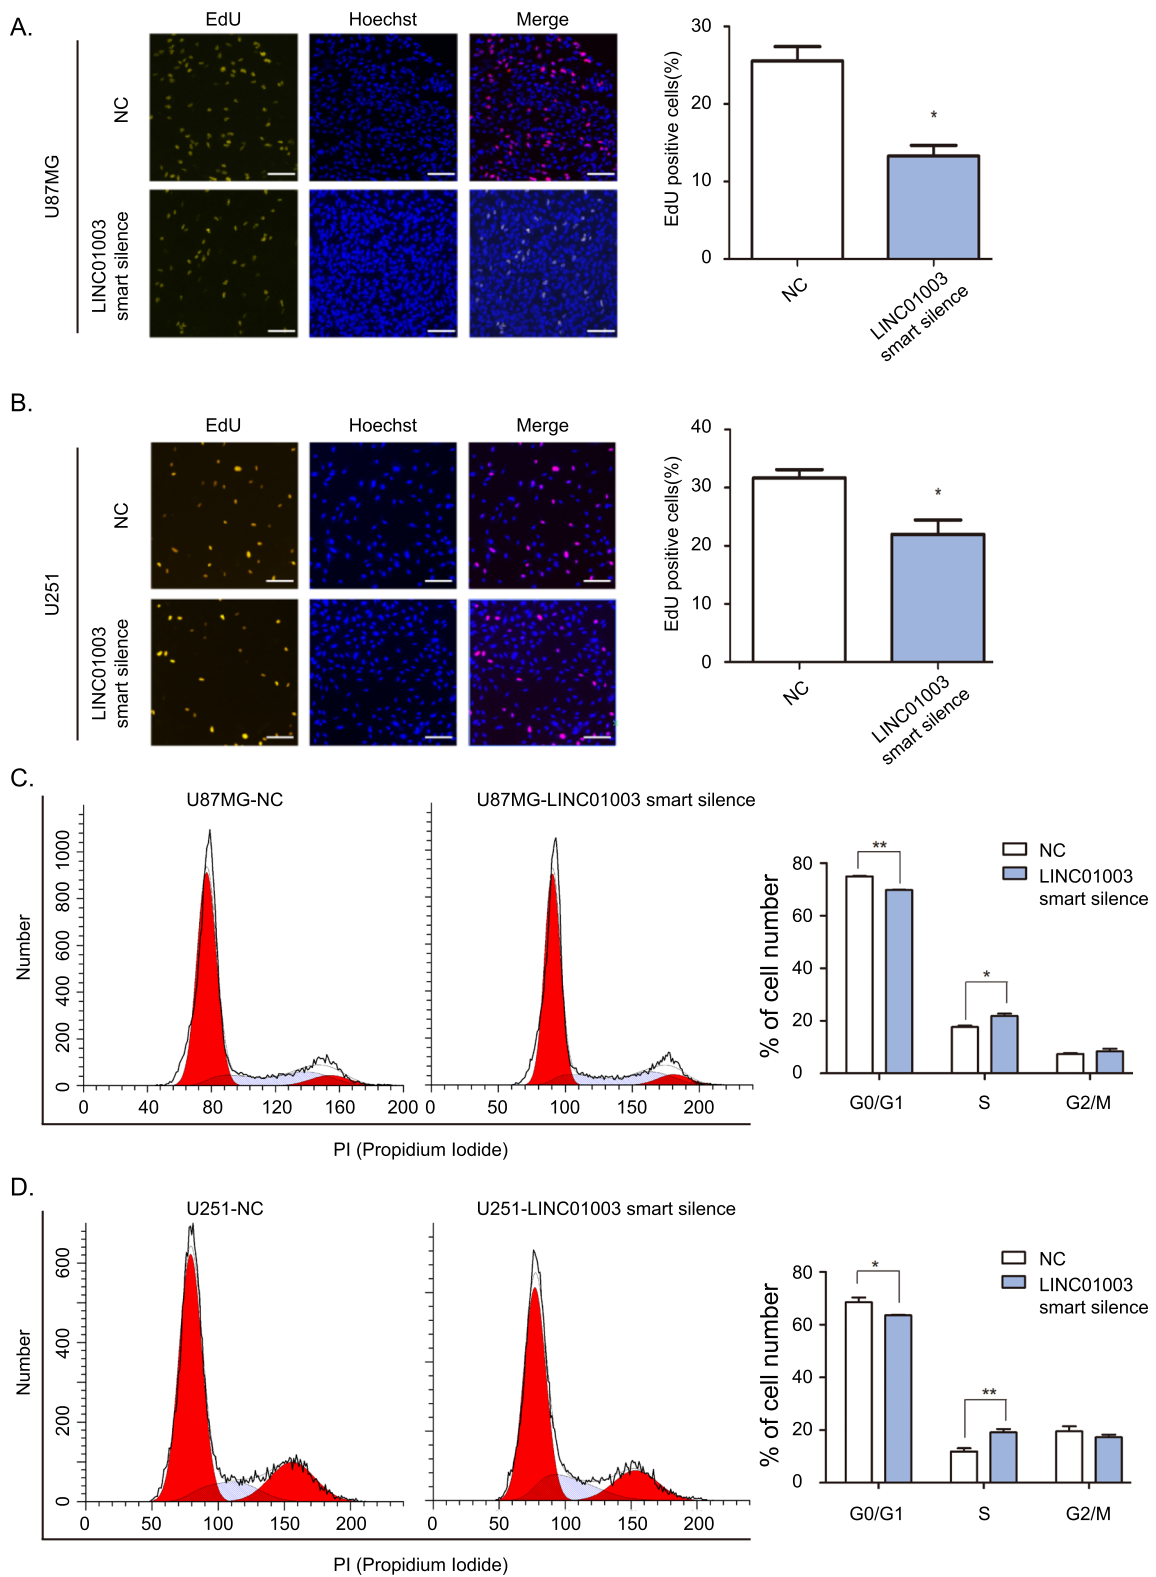 A.
EdU
Hoechst
Merge
U87MG
NC
LINC01003
smart silence
EdU positive cells(%)
30
20
10
0
*
NC
LINC01003
smart silence
B.
EdU
Hoechst
Merge
U251
NC
LINC01003
smart silence
EdU positive cells(%)
40
30
20
10
0
*
NC
LINC01003
smart silence
C.
U87MG-NC
U87MG-LINC01003 smart silence
Number
1000
800
600
400
200
0
0 40 80 120 160 200
0 50 100 150 200
PI (Propidium Iodide)
NC
LINC01003
smart silence
% of cell number
80
60
40
20
0
**
*
G0/G1 S G2/M
D.
U251-NC
U251-LINC01003 smart silence
Number
600
400
200
0
0 50 100 150 200
0 50 100 150 200
PI (Propidium Iodide)
NC
LINC01003
smart silence
% of cell number
80
60
40
20
0
*
**
G0/G1 S G2/M